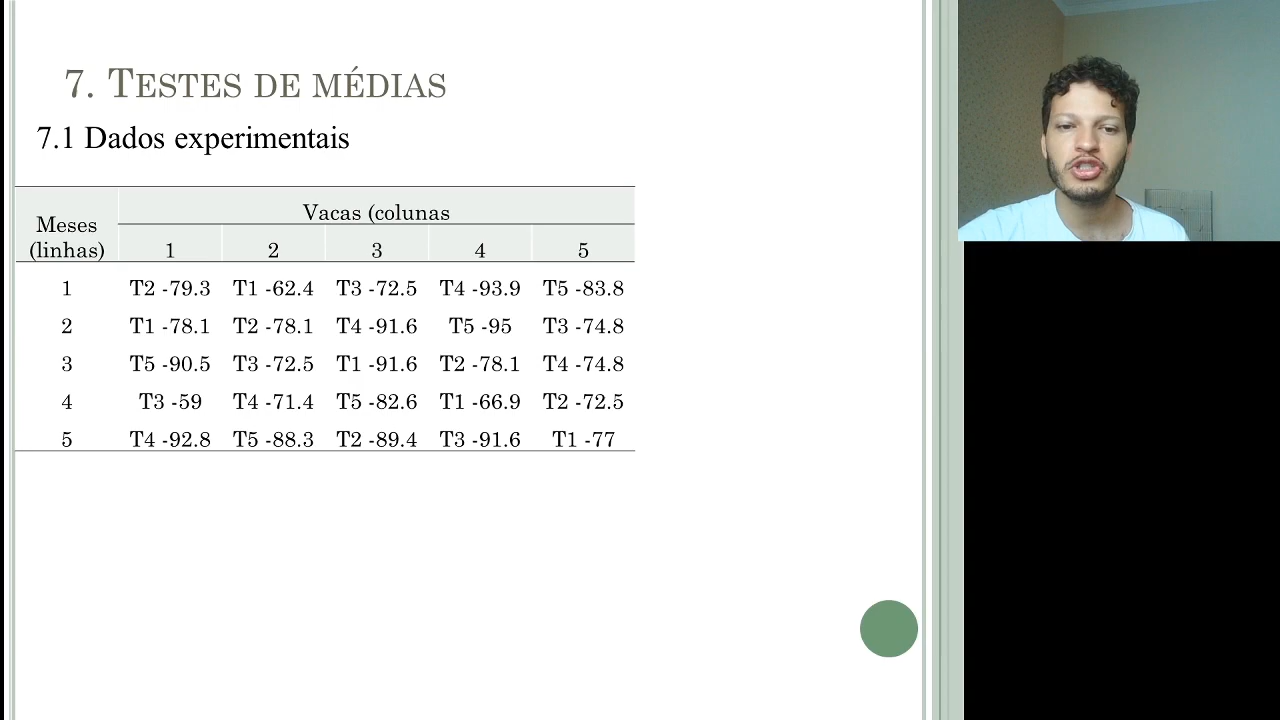 7. TESTES DE MÉDIAS
7.1 Dados experimentais
Meses (linhas) Vacas (colunas
1 2 3 4 5
1 T2 -79.3 T1 -62.4 T3 -72.5 T4 -93.9 T5 -83.8
2 T1 -78.1 T2 -78.1 T4 -91.6 T5 -95 T3 -74.8
3 T5 -90.5 T3 -72.5 T1 -91.6 T2 -78.1 T4 -74.8
4 T3 -59 T4 -71.4 T5 -82.6 T1 -66.9 T2 -72.5
5 T4 -92.8 T5 -88.3 T2 -89.4 T3 -91.6 T1 -77